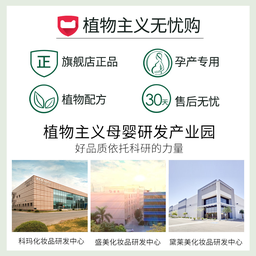 植物主义无忧购
正 旗舰店正品
孕产专用
植物配方
30天 售后无忧
植物主义母婴研发产业园
好品质依托科研的力量
科玛化妆品研发中心
盛美化妆品研发中心
黛莱美化妆品研发中心